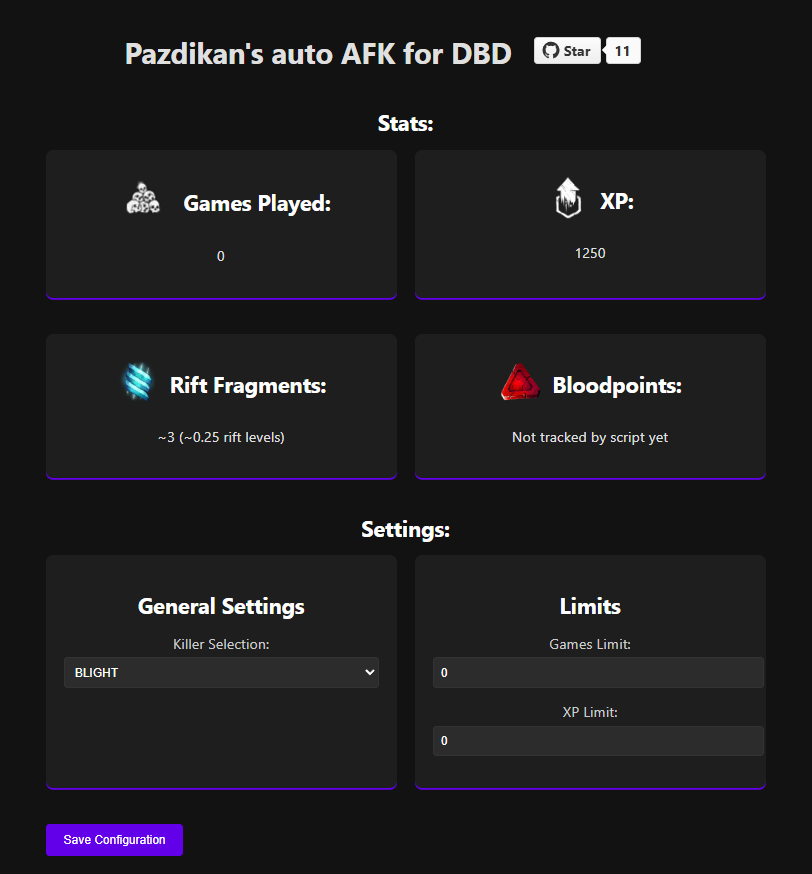 Pazdikan's auto AFK for DBD
Star
11
Stats:
Games Played:
0
XP:
1250
Rift Fragments:
~3 (~0.25 rift levels)
Bloodpoints:
Not tracked by script yet
Settings:
General Settings
Killer Selection:
BLIGHT
Limits
Games Limit:
0
XP Limit:
0
Save Configuration